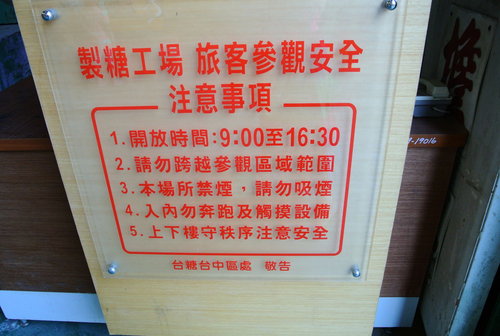 製糖工場 旅客參觀安全
注意事項
1.開放時間:9:00至16:30
2.請勿跨越參觀區域範圍
3.本場所禁煙，請勿吸煙
4.入內勿奔跑及觸摸設備
5.上下樓守秩序注意安全
台糖台中區處 敬告
-19016